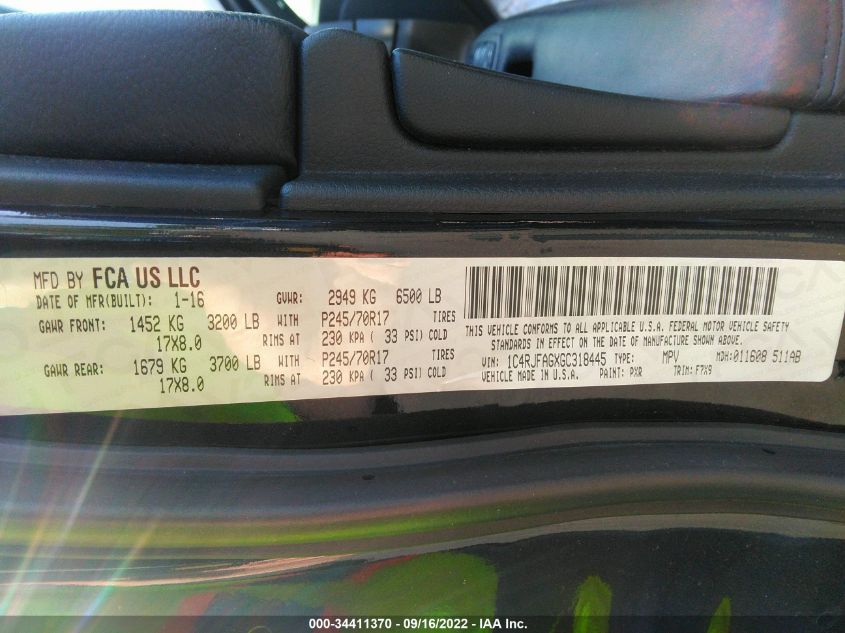 MFD BY FCA US LLC
DATE OF MFR(BUILT): 1-16 GVWR: 2949 KG 6500 LB
GAWR FRONT: 1452 KG 3200 LB WITH P245/70R17 TIRES
17X8.0 RIMS AT 230 KPA ( 33 PSI) COLD
GAWR REAR: 1679 KG 3700 LB WITH P245/70R17 TIRES
17X8.0 RIMS AT 230 KPA ( 33 PSI) COLD
THIS VEHICLE CONFORMS TO ALL APPLICABLE U.S.A. FEDERAL MOTOR VEHICLE SAFETY
STANDARDS IN EFFECT ON THE DATE OF MANUFACTURE SHOWN ABOVE.
VIN: 1C4RJFAGXGC318445 TYPE: MPV MDH:011608 511AB
VEHICLE MADE IN U.S.A. PAINT: PXR TRIM: F7X9
000-34411370 - 09/16/2022 - IAA Inc.